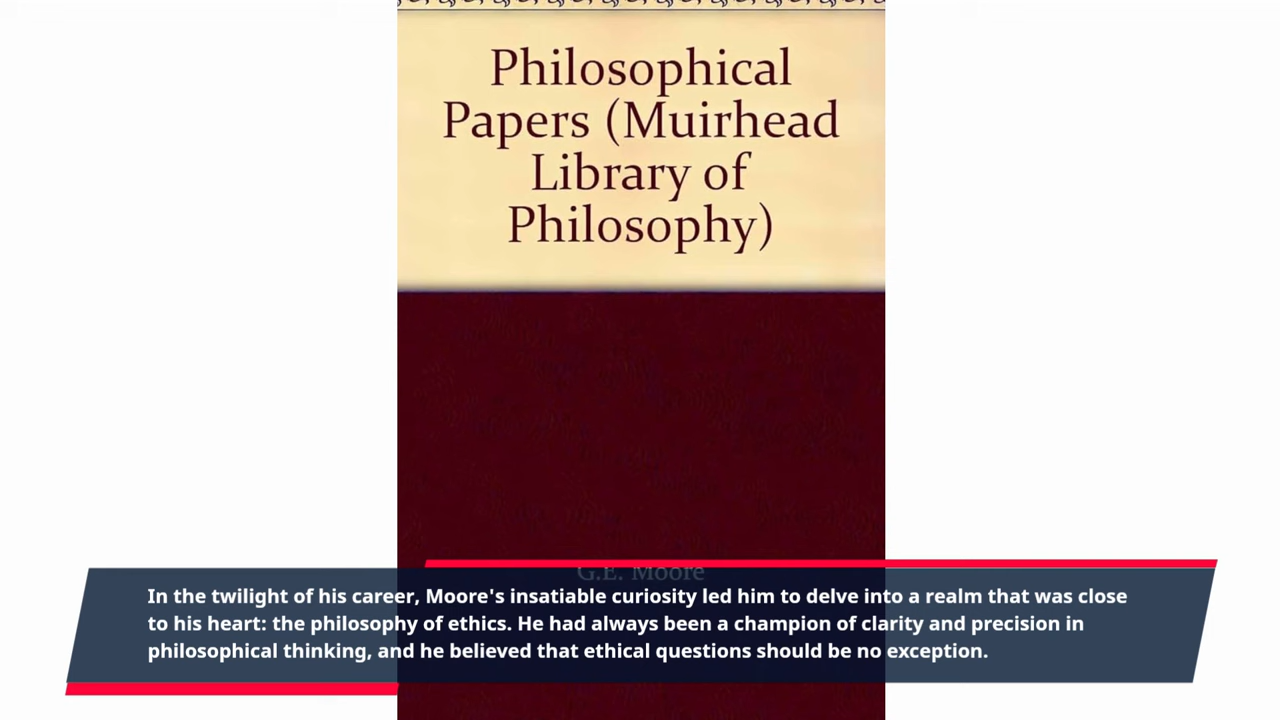 Philosophical
Papers (Muirhead
Library of
Philosophy)
G.E. Moore
In the twilight of his career, Moore's insatiable curiosity led him to delve into a realm that was close
to his heart: the philosophy of ethics. He had always been a champion of clarity and precision in
philosophical thinking, and he believed that ethical questions should be no exception.